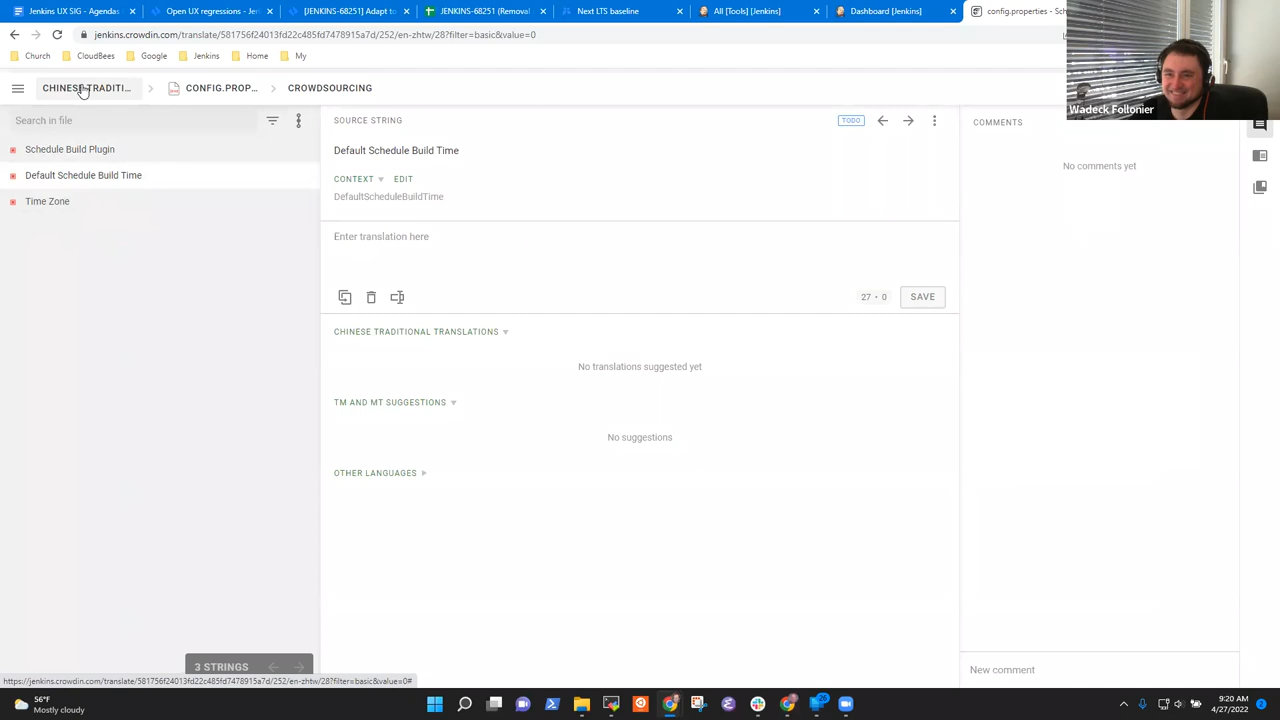 Jenkins UX SIG - Agendas
Open UX regressions - Jen
[JENKINS-68251] Adapt to
JENKINS-68251 (Removal
Next LTS baseline
All [Tools] [Jenkins]
Dashboard [Jenkins]
config.properties - Sch
jenkins.crowdin.com/translate/581756f24013fd22c485fd7478915a7d/252/en-zhtw/28?filter=basic&value=0
Church
CloudBees
Google
Jenkins
Home
My
Wadeck Follonier
CHINESE TRADITI...
CONFIG.PROP...
CROWDSOURCING
Search in file
SOURCE STRING
TODO
COMMENTS
Schedule Build Plugin
Default Schedule Build Time
Time Zone
Default Schedule Build Time
CONTEXT
EDIT
DefaultScheduleBuildTime
No comments yet
Enter translation here
27 • 0
SAVE
CHINESE TRADITIONAL TRANSLATIONS
No translations suggested yet
TM AND MT SUGGESTIONS
No suggestions
OTHER LANGUAGES
3 STRINGS
New comment
https://jenkins.crowdin.com/translate/581756f24013fd22c485fd7478915a7d/252/en-zhtw/28?filter=basic&value=0#
56°F
Mostly cloudy
26
9:20 AM
4/27/2022
2